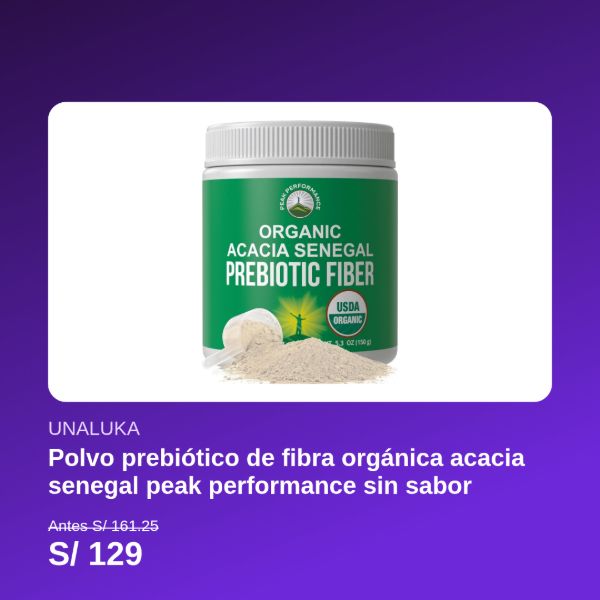 PEAK PERFORMANCE
ORGANIC
ACACIA SENEGAL
PREBIOTIC FIBER
USDA
ORGANIC
5.3 OZ (150g)
UNALUKA
Polvo prebiótico de fibra orgánica acacia
senegal peak performance sin sabor
Antes S/ 161.25
S/ 129